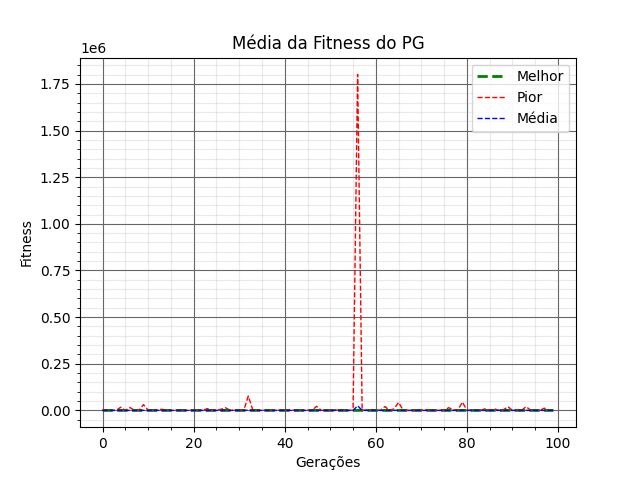 Média da Fitness do PG
1e6
Melhor
Pior
Média
1.75
1.50
1.25
1.00
0.75
0.50
0.25
0.00
Fitness
0 20 40 60 80 100
Gerações